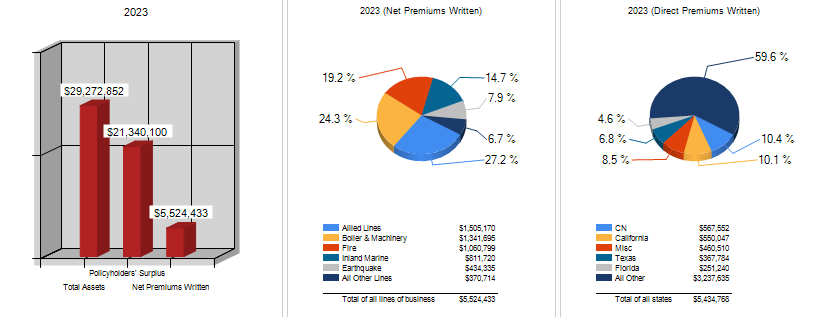 2023
$29,272,852
$21,340,100
$5,524,433
Policyholders' Surplus
Total Assets
Net Premiums Written
2023 (Net Premiums Written)
19.2 %
14.7 %
7.9 %
24.3 %
6.7 %
27.2 %
Allied Lines $1,505,170
Boiler & Machinery $1,341,695
Fire $1,060,799
Inland Marine $811,720
Earthquake $434,335
All Other Lines $370,714
Total of all lines of business $5,524,433
2023 (Direct Premiums Written)
59.6 %
4.6 %
6.8 %
10.4 %
8.5 %
10.1 %
CN $567,552
California $550,047
Misc $460,510
Texas $367,784
Florida $251,240
All Other $3,237,635
Total of all states $5,434,768